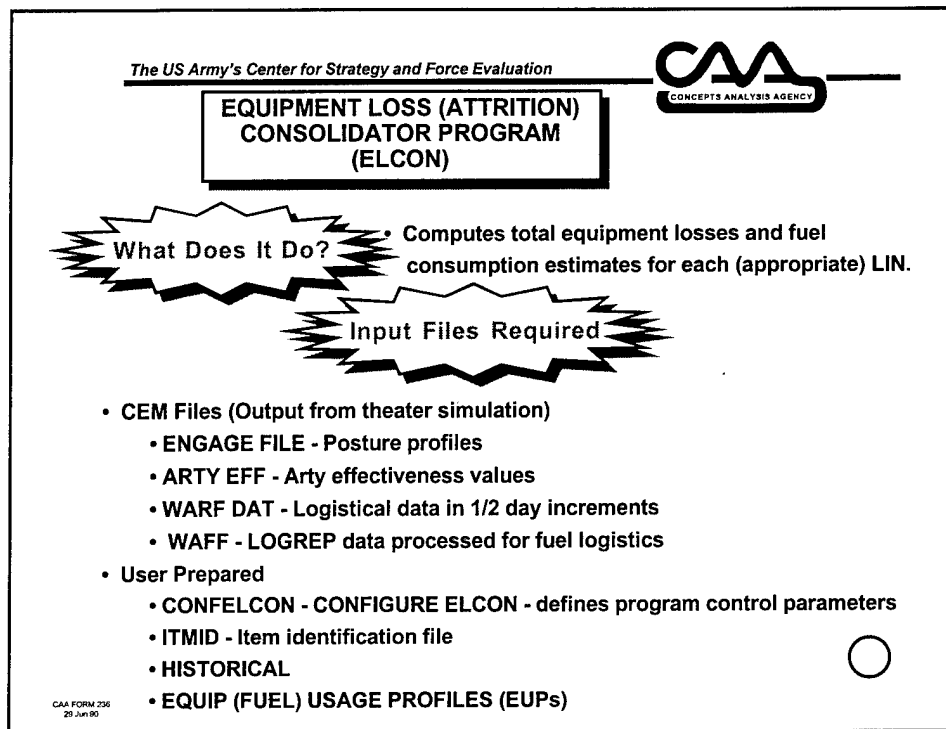 The US Army's Center for Strategy and Force Evaluation
CAA
CONCEPTS ANALYSIS AGENCY
EQUIPMENT LOSS (ATTRITION)
CONSOLIDATOR PROGRAM
(ELCON)
What Does It Do?
• Computes total equipment losses and fuel
consumption estimates for each (appropriate) LIN.
Input Files Required
• CEM Files (Output from theater simulation)
• ENGAGE FILE - Posture profiles
• ARTY EFF - Arty effectiveness values
• WARF DAT - Logistical data in 1/2 day increments
• WAFF - LOGREP data processed for fuel logistics
• User Prepared
• CONFELCON - CONFIGURE ELCON - defines program control parameters
• ITMID - Item identification file
• HISTORICAL
• EQUIP (FUEL) USAGE PROFILES (EUPs)
CAA FORM 236
29 Jun 90